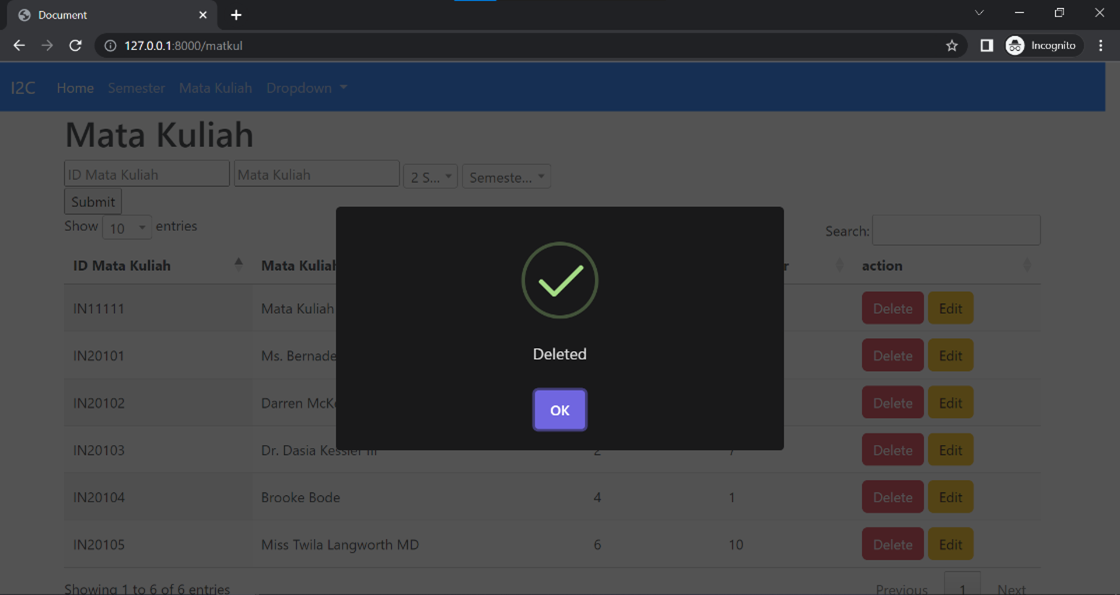 Document
127.0.0.1:8000/matkul
Incognito
I2C Home Semester Mata Kuliah Dropdown
Mata Kuliah
ID Mata Kuliah Mata Kuliah 2 S... Semeste...
Submit
Show 10 entries
Search:
ID Mata Kuliah Mata Kuliah action
IN11111 Mata Kuliah Delete Edit
IN20101 Ms. Delete Edit
Deleted
IN20102 Darren Delete Edit
OK
IN20103 Dr. Dasia Kessler III 2 7 Delete Edit
IN20104 Brooke Bode 4 1 Delete Edit
IN20105 Miss Twila Langworth MD 6 10 Delete Edit
Showing 1 to 6 of 6 entries
Previous 1 Next